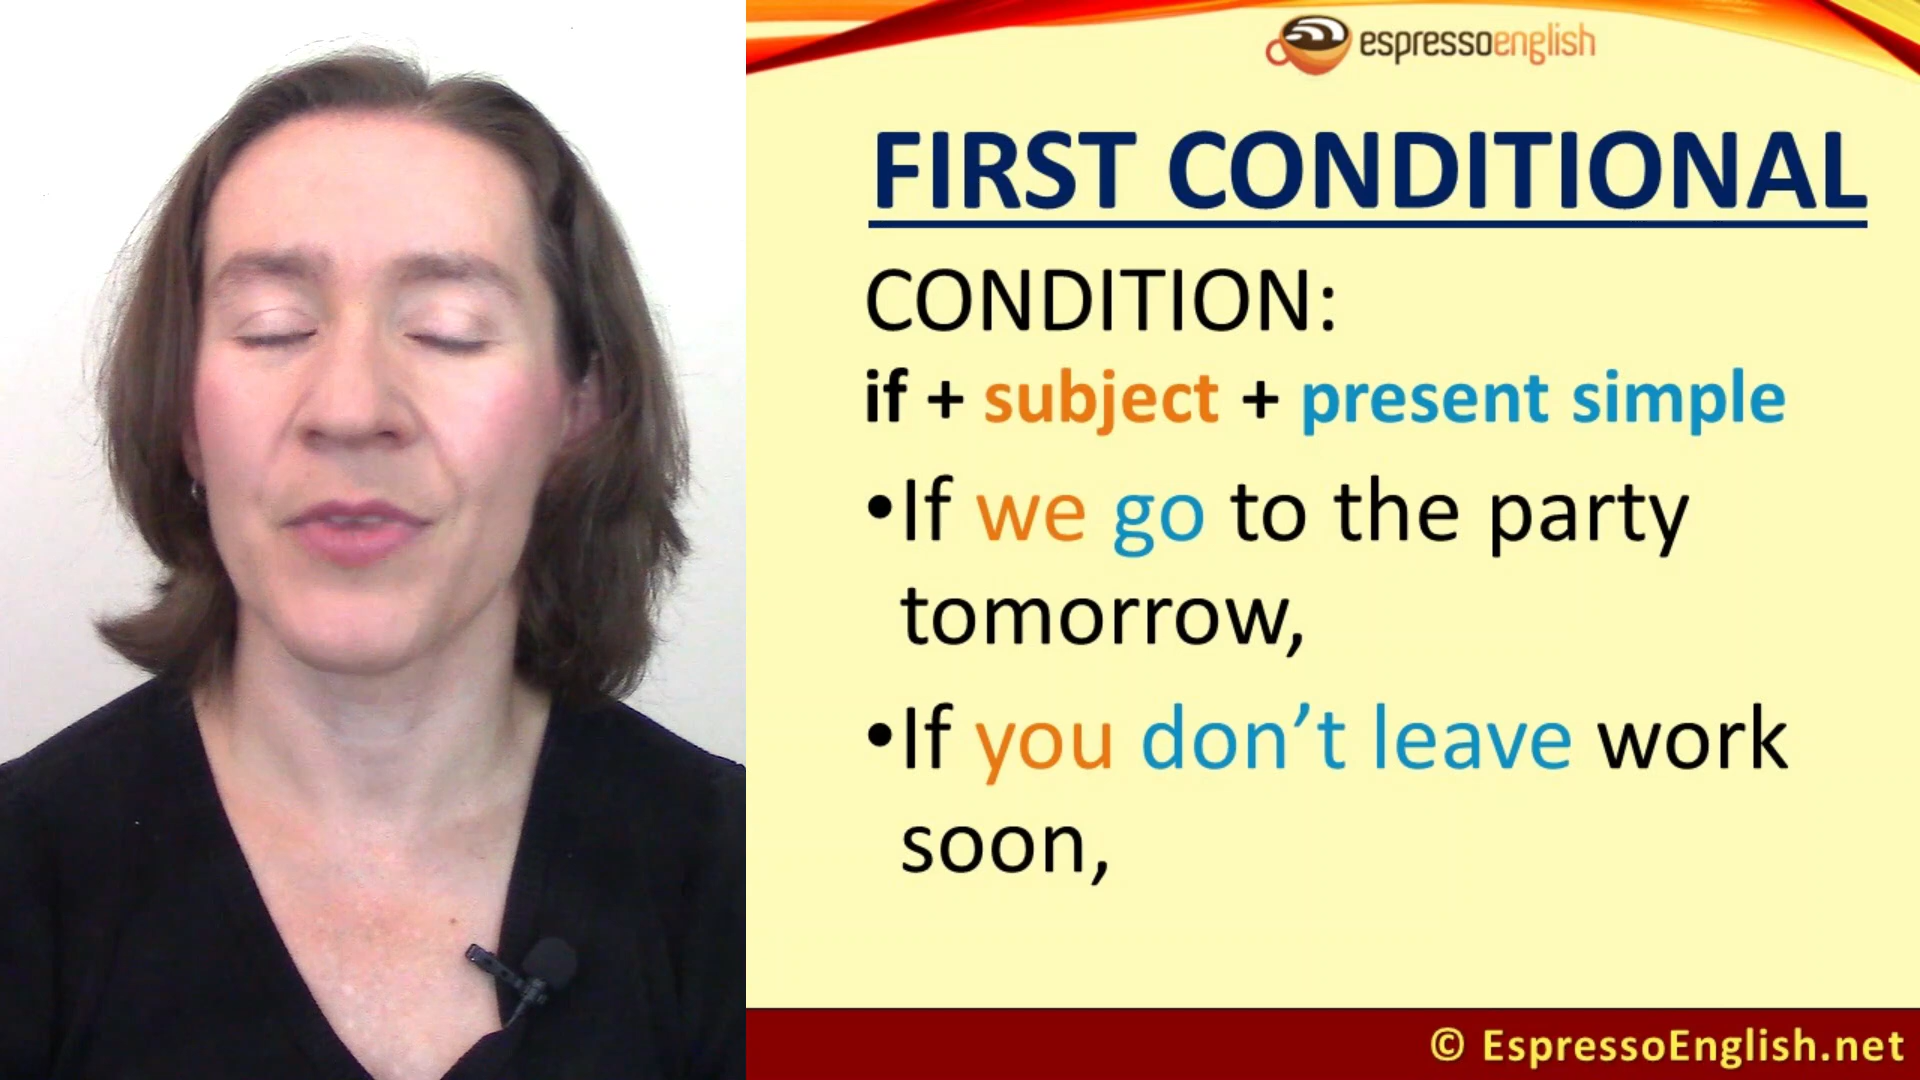 espressoenglish
FIRST CONDITIONAL
CONDITION:
if + subject + present simple
•If we go to the party
tomorrow,
•If you don’t leave work
soon,
© EspressoEnglish.net